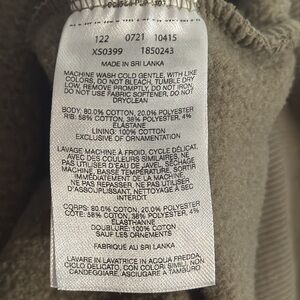 122 0721 10415
XS0399 1850243
MADE IN SRI LANKA
MACHINE WASH COLD GENTLE, WITH LIKE
COLORS, DO NOT BLEACH, TUMBLE DRY
LOW, REMOVE PROMPTLY, DO NOT IRON,
DO NOT USE FABRIC SOFTENER, DO NOT
DRYCLEAN
BODY: 80.0% COTTON, 20.0% POLYESTER
RIB: 58% COTTON, 38% POLYESTER, 4%
ELASTANE
LINING: 100% COTTON
EXCLUSIVE OF ORNAMENTATION
LAVAGE MACHINE À FROID, CYCLE DÉLICAT,
AVEC DES COULEURS SIMILAIRES, NE
PAS UTILISER D'EAU DE JAVEL, SÉCHAGE
MACHINE, BASSE TEMPÉRATURE, SORTIR
IMMÉDIATEMENT DE LA MACHINE,
NE PAS REPASSER, NE PAS UTILISER
D'ASSOUPLISSANT, NETTOYAGE À SEC
INTERDIT
CORPS: 80.0% COTON, 20.0% POLYESTER
CÔTE: 58% COTON, 38% POLYESTER, 4%
ELASTHANNE
DOUBLURE: 100% COTON
SAUF LES ORNEMENTS
FABRIQUÉ AU SRI LANKA
LAVARE IN LAVATRICE IN ACQUA FREDDA,
CICLO DELICATO, CON COLORI SIMILI, NON
CANDEGGIARE, ASCIUGARE A TAMBURO